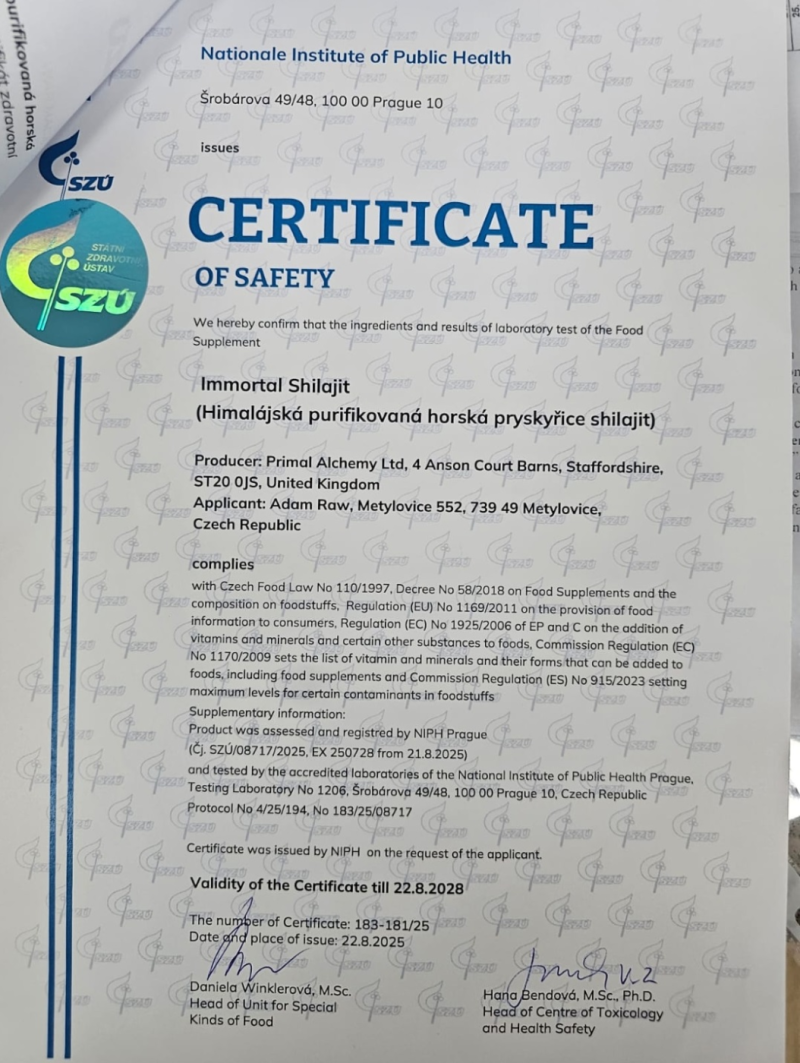 purifikovaná horská
kát zdravotní
Nationale Institute of Public Health
Šrobárova 49/48, 100 00 Prague 10
issues
SZÚ
CERTIFICATE
OF SAFETY
STÁTNÍ
ZDRAVOTNÍ
ÚSTAV
SZÚ
We hereby confirm that the ingredients and results of laboratory test of the Food
Supplement
Immortal Shilajit
(Himalájská purifikovaná horská pryskyřice shilajit)
Producer: Primal Alchemy Ltd, 4 Anson Court Barns, Staffordshire,
ST20 0JS, United Kingdom
Applicant: Adam Raw, Metylovice 552, 739 49 Metylovice,
Czech Republic
complies
with Czech Food Law No 110/1997, Decree No 58/2018 on Food Supplements and the
composition on foodstuffs, Regulation (EU) No 1169/2011 on the provision of food
information to consumers, Regulation (EC) No 1925/2006 of EP and C on the addition of
vitamins and minerals and certain other substances to foods, Commission Regulation (EC)
No 1170/2009 sets the list of vitamin and minerals and their forms that can be added to
foods, including food supplements and Commission Regulation (ES) No 915/2023 setting
maximum levels for certain contaminants in foodstuffs
Supplementary information:
Product was assessed and registred by NIPH Prague
(Čj. SZÚ/08717/2025, EX 250728 from 21.8.2025)
and tested by the accredited laboratories of the National Institute of Public Health Prague,
Testing Laboratory No 1206, Šrobárova 49/48, 100 00 Prague 10, Czech Republic
Protocol No 4/25/194, No 183/25/08717
Certificate was issued by NIPH on the request of the applicant.
Validity of the Certificate till 22.8.2028
The number of Certificate: 183-181/25
Date and place of issue: 22.8.2025
Daniela Winklerová, M.Sc.
Head of Unit for Special
Kinds of Food
Hana Bendová, M.Sc., Ph.D.
Head of Centre of Toxicology
and Health Safety